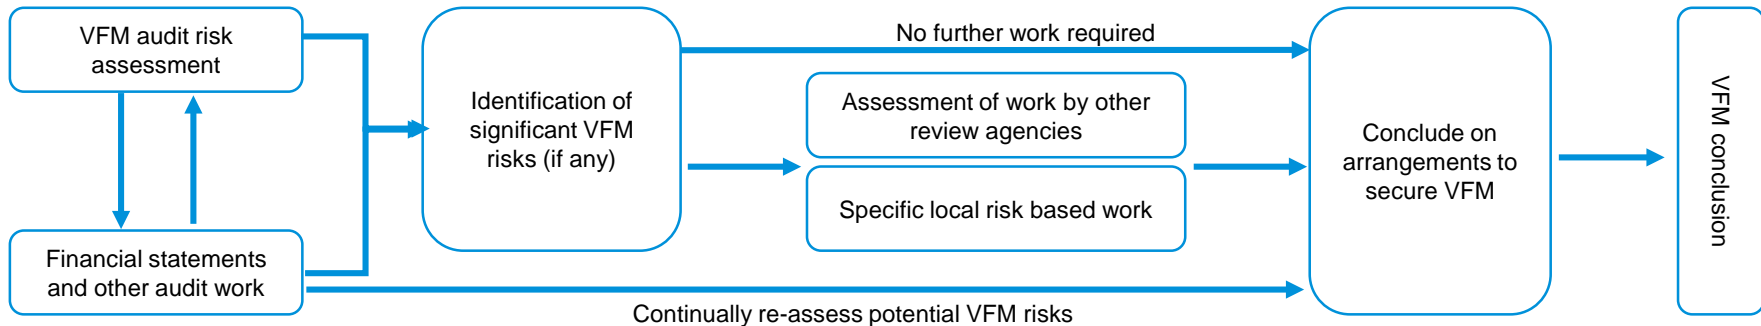 VFM audit risk
assessment
Financial statements
and other audit work
Identification of
significant VFM
risks (if any)
No further work required
Assessment of work by other
review agencies
Specific local risk based work
Continually re-assess potential VFM risks
Conclude on
arrangements to
secure VFM
VFM conclusion